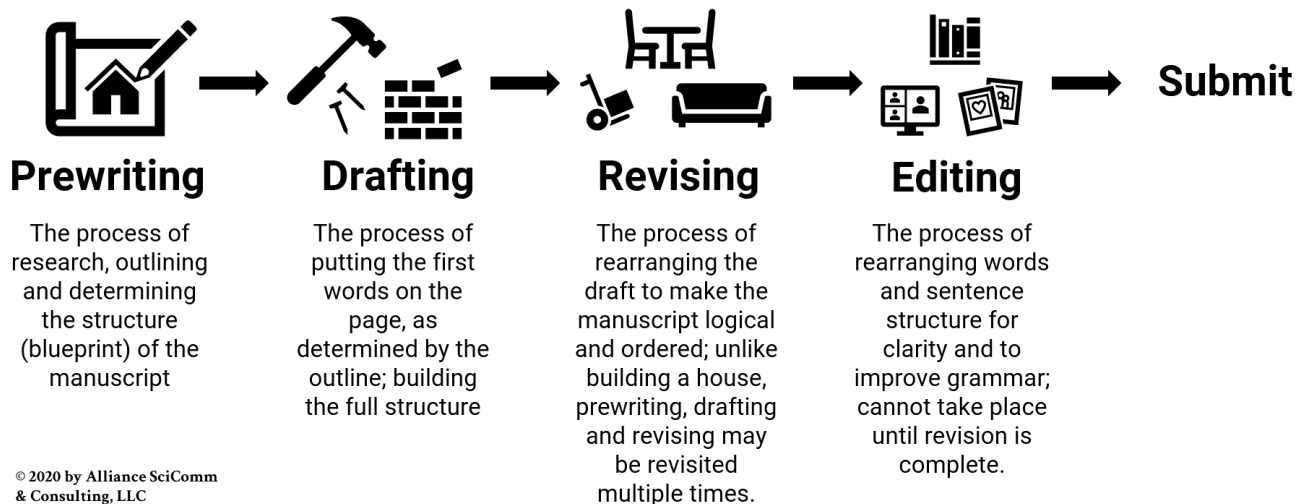 Prewriting
The process of
research, outlining
and determining
the structure
(blueprint) of the
manuscript
Drafting
The process of
putting the first
words on the
page, as
determined by the
outline; building
the full structure
Revising
The process of
rearranging the
draft to make the
manuscript logical
and ordered; unlike
building a house,
prewriting, drafting
and revising may
be revisited
multiple times.
Editing
The process of
rearranging words
and sentence
structure for
clarity and to
improve grammar;
cannot take place
until revision is
complete.
Submit
© 2020 by Alliance SciComm
& Consulting, LLC